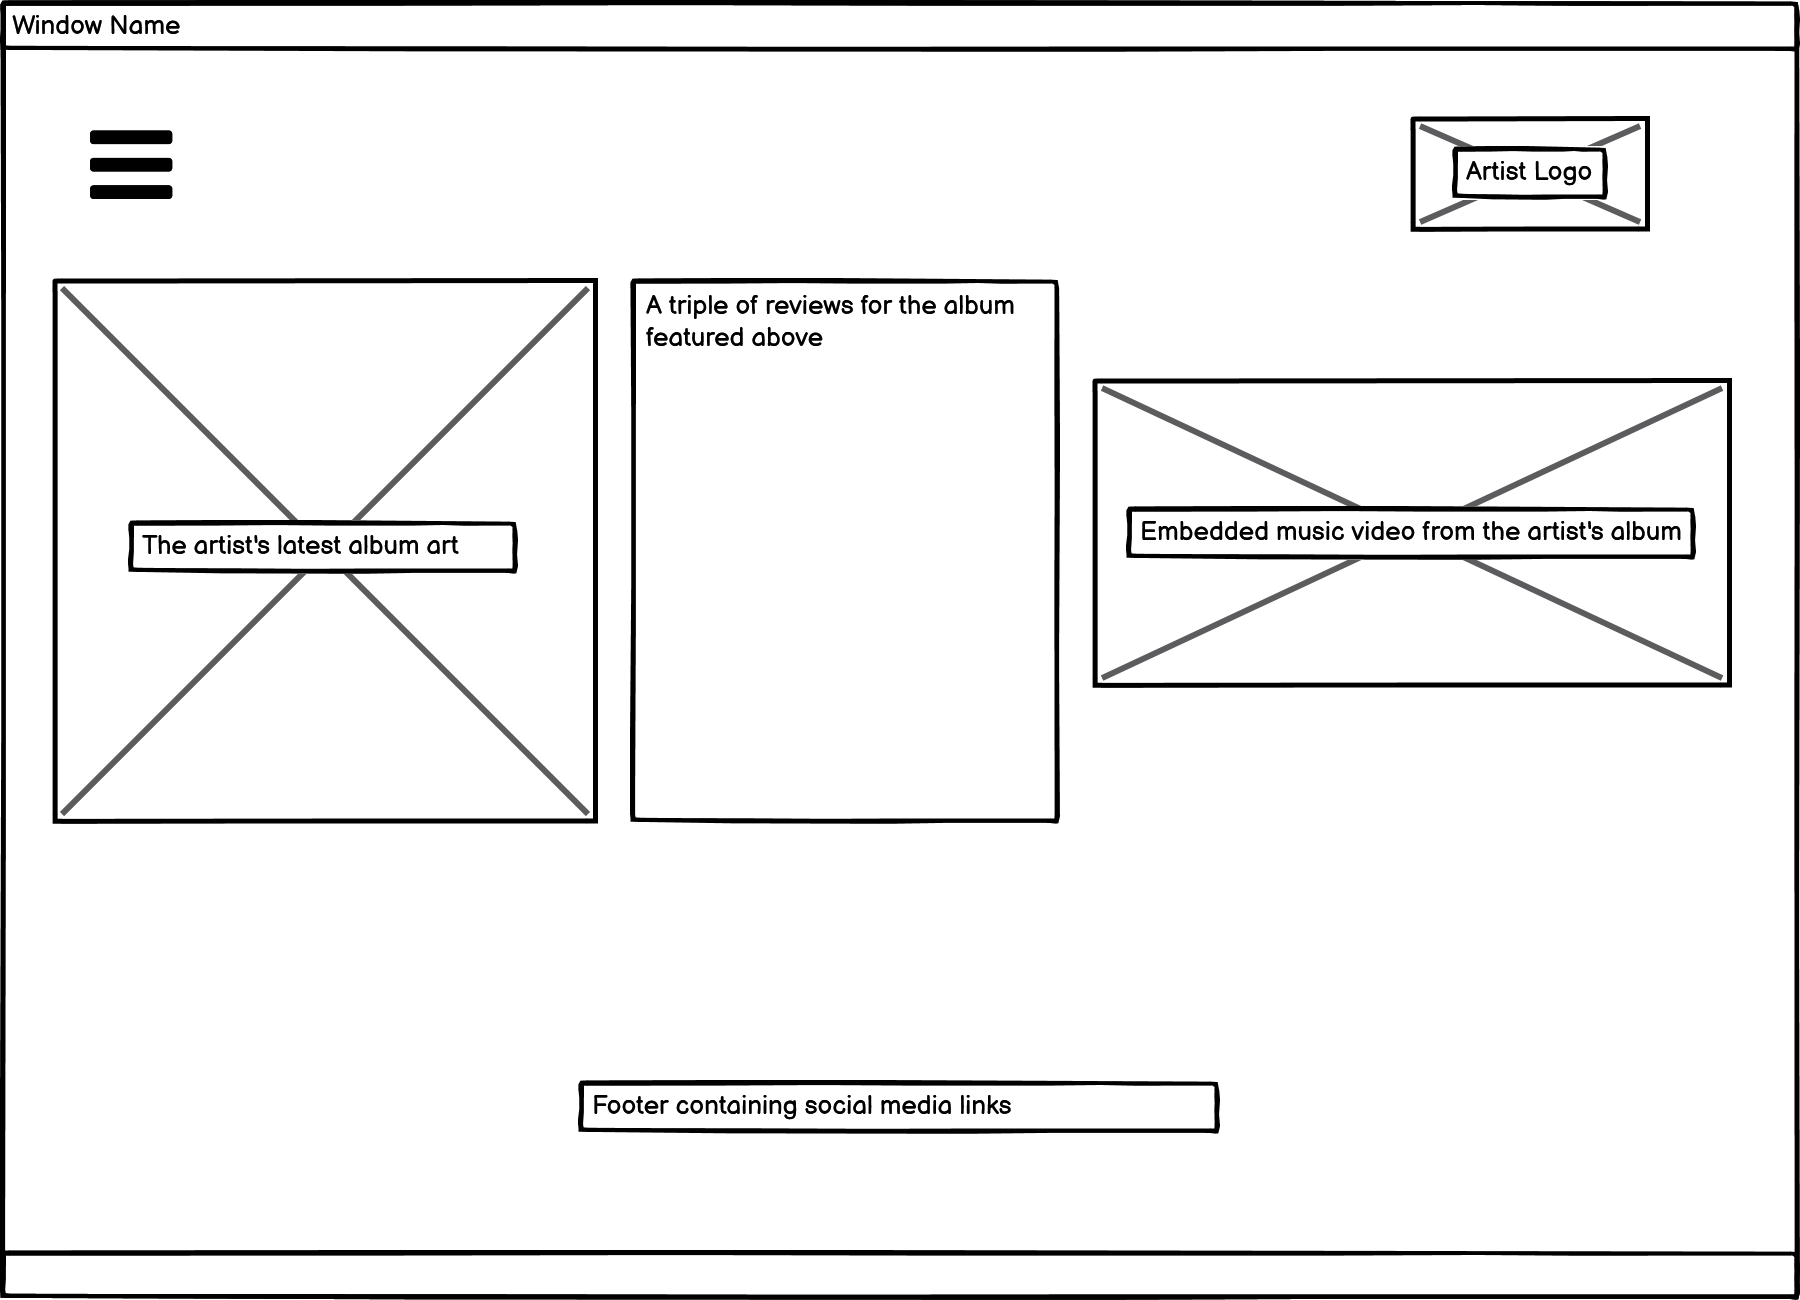 Window Name
Artist Logo
A triple of reviews for the album
featured above
The artist's latest album art
Embedded music video from the artist's album
Footer containing social media links